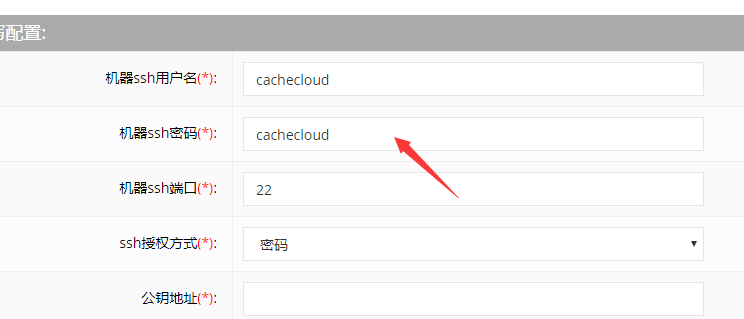 配置:
机器ssh用户名(*): cachecloud
机器ssh密码(*): cachecloud
机器ssh端口(*): 22
ssh授权方式(*): 密码
公钥地址(*):